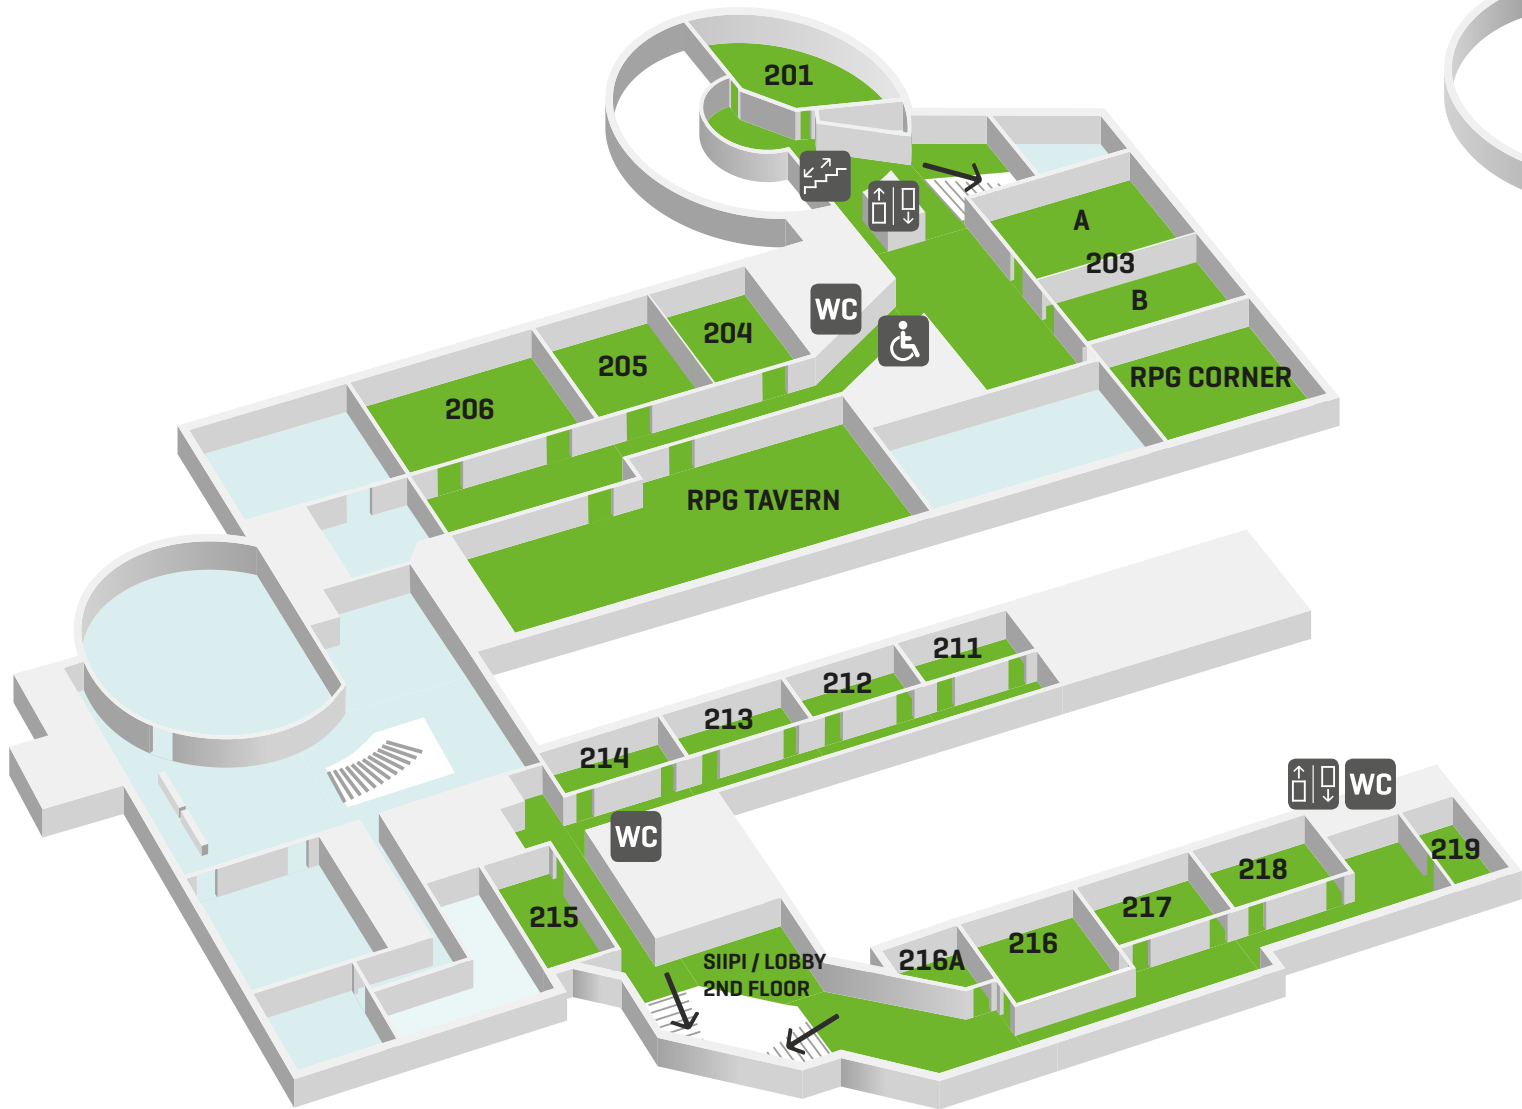 201
A
203
B
WC
204
205
206
RPG CORNER
RPG TAVERN
211
212
213
214
WC
215
SIIPI / LOBBY
2ND FLOOR
WC
219
218
217
216
216A